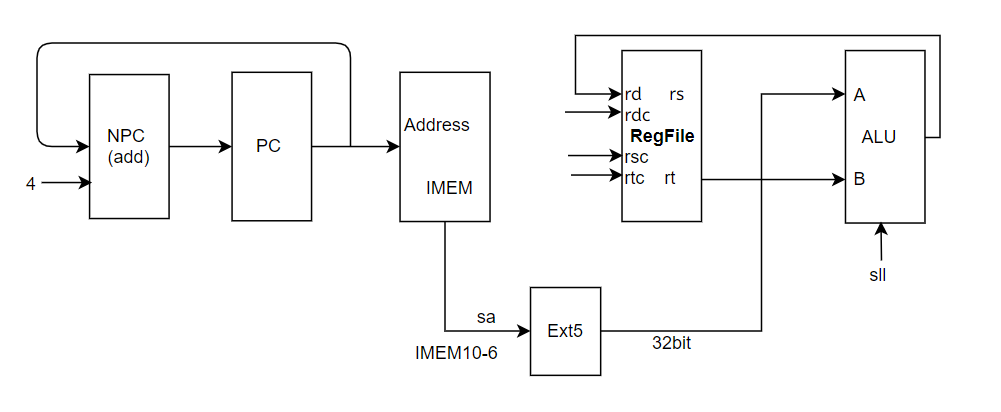 NPC
(add)
4
PC
Address
IMEM
rd
rs
rdc
RegFile
rsc
rtc
rt
A
ALU
B
sll
sa
IMEM10-6
Ext5
32bit